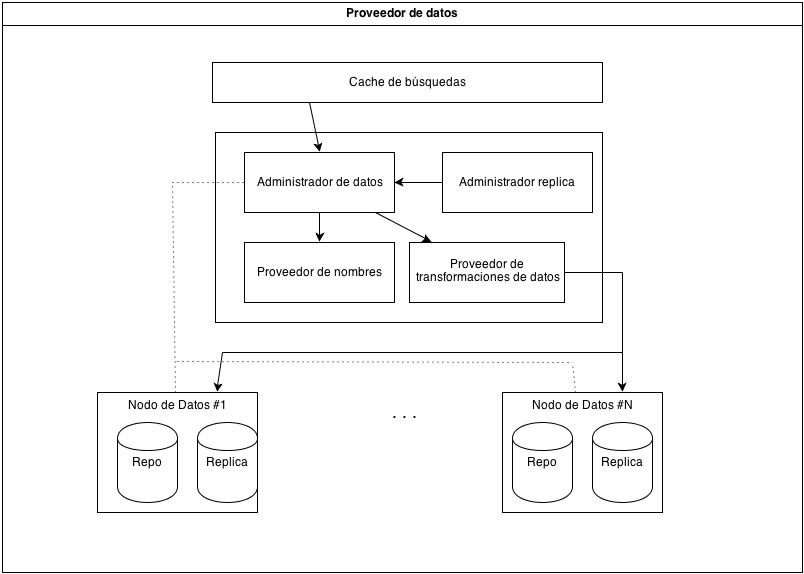 Proveedor de datos
Cache de búsquedas
Administrador de datos
Administrador replica
Proveedor de nombres
Proveedor de
transformaciones de datos
Nodo de Datos #1
. . .
Nodo de Datos #N
Repo
Replica
Repo
Replica